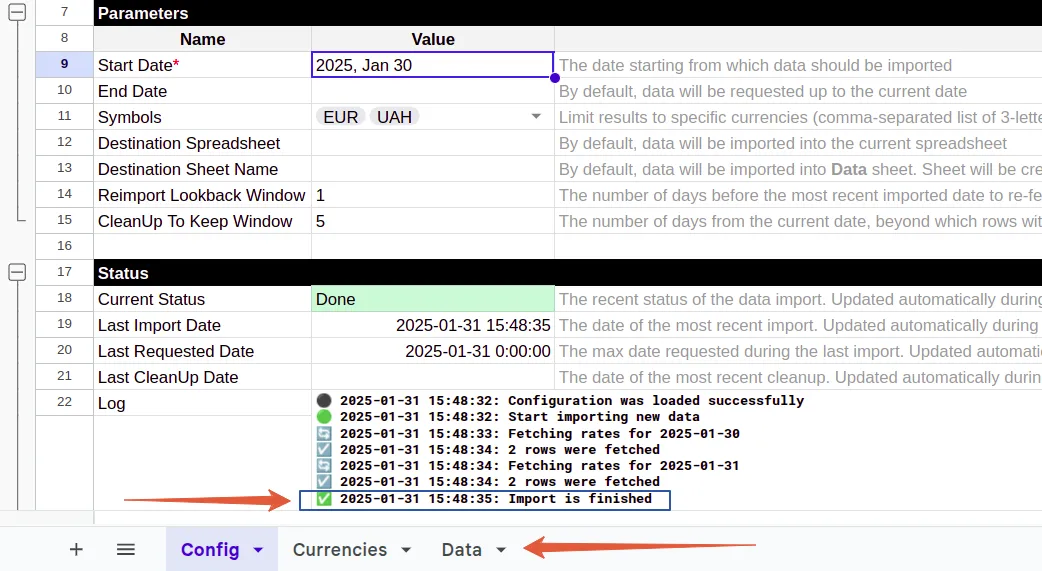 7 Parameters
8 Name Value
9 Start Date* 2025, Jan 30 The date starting from which data should be imported
10 End Date By default, data will be requested up to the current date
11 Symbols EUR UAH Limit results to specific currencies (comma-separated list of 3-lette
12 Destination Spreadsheet By default, data will be imported into the current spreadsheet
13 Destination Sheet Name By default, data will be imported into Data sheet. Sheet will be cre
14 Reimport Lookback Window 1 The number of days before the most recent imported date to re-fe
15 CleanUp To Keep Window 5 The number of days from the current date, beyond which rows wit
16
17 Status
18 Current Status Done The recent status of the data import. Updated automatically during
19 Last Import Date 2025-01-31 15:48:35 The date of the most recent import. Updated automatically during
20 Last Requested Date 2025-01-31 0:00:00 The max date requested during the last import. Updated automati
21 Last CleanUp Date The date of the most recent cleanup. Updated automatically durin
22 Log 2025-01-31 15:48:32: Configuration was loaded successfully
2025-01-31 15:48:32: Start importing new data
2025-01-31 15:48:33: Fetching rates for 2025-01-30
2025-01-31 15:48:34: 2 rows were fetched
2025-01-31 15:48:34: Fetching rates for 2025-01-31
2025-01-31 15:48:34: 2 rows were fetched
2025-01-31 15:48:35: Import is finished
Config Currencies Data